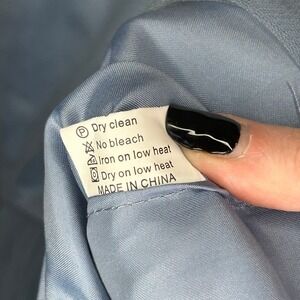 Ⓟ Dry clean
No bleach
Iron on low heat
Dry on low heat
MADE IN CHINA